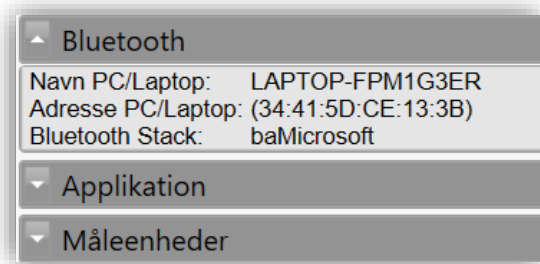 Bluetooth
Navn PC/Laptop: LAPTOP-FPM1G3ER
Adresse PC/Laptop: (34:41:5D:CE:13:3B)
Bluetooth Stack: baMicrosoft
Applikation
Måleenheder